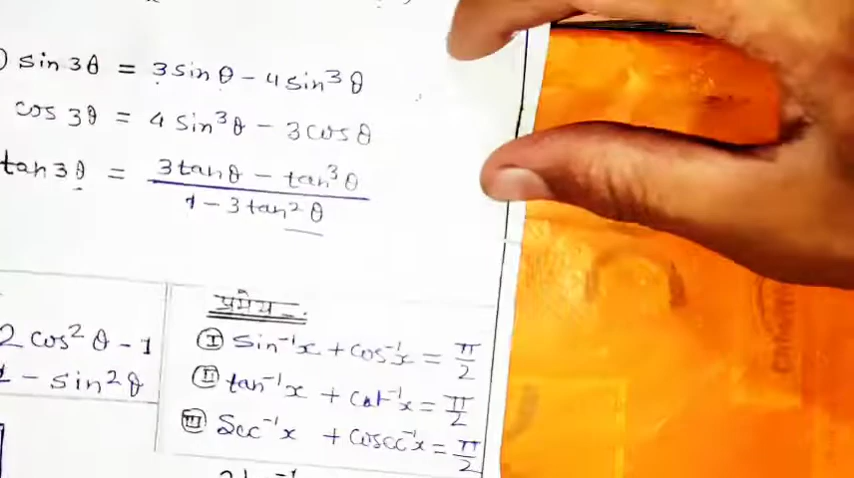 sin 3θ = 3 sin θ - 4 sin³ θ
cos 3θ = 4 sin³ θ - 3 cos θ
tan 3θ = (3 tan θ - tan³ θ) / (1 - 3 tan² θ)
2 cos² θ - 1
- sin² θ
प्रमेय -.
Ⓘ sin⁻¹x + cos⁻¹x = π/2
Ⓘⓘ tan⁻¹x + cot⁻¹x = π/2
Ⓘⓘⓘ Sec⁻¹x + cosec⁻¹x = π/2